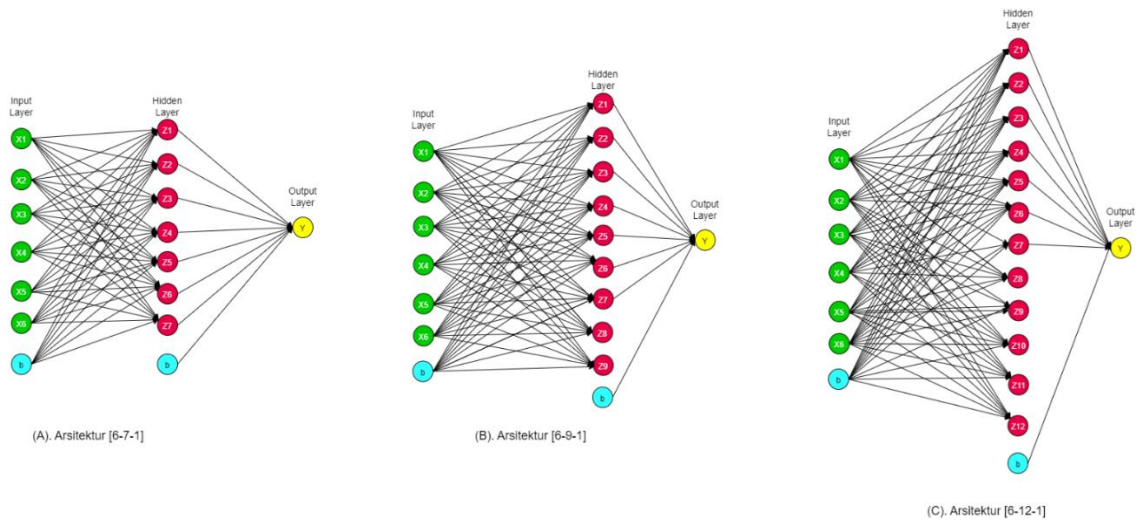 Input
Layer
X1
X2
X3
X4
X5
X6
b
Hidden
Layer
Z1
Z2
Z3
Z4
Z5
Z6
Z7
b
Output
Layer
Y
(A). Arsitektur [6-7-1]
Input
Layer
X1
X2
X3
X4
X5
X6
b
Hidden
Layer
Z1
Z2
Z3
Z4
Z5
Z6
Z7
Z8
Z9
b
Output
Layer
Y
(B). Arsitektur [6-9-1]
Input
Layer
X1
X2
X3
X4
X5
X6
b
Hidden
Layer
Z1
Z2
Z3
Z4
Z5
Z6
Z7
Z8
Z9
Z10
Z11
Z12
b
Output
Layer
Y
(C). Arsitektur [6-12-1]